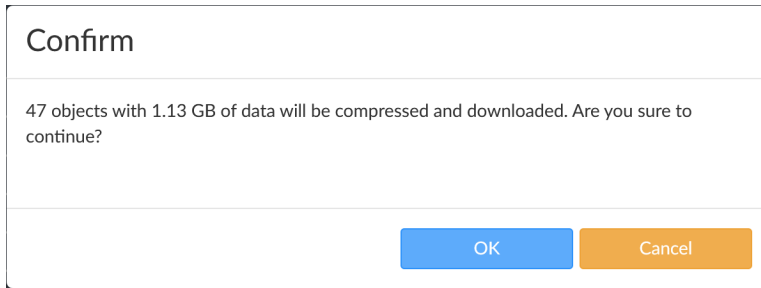 Confirm
47 objects with 1.13 GB of data will be compressed and downloaded. Are you sure to
continue?
OK
Cancel